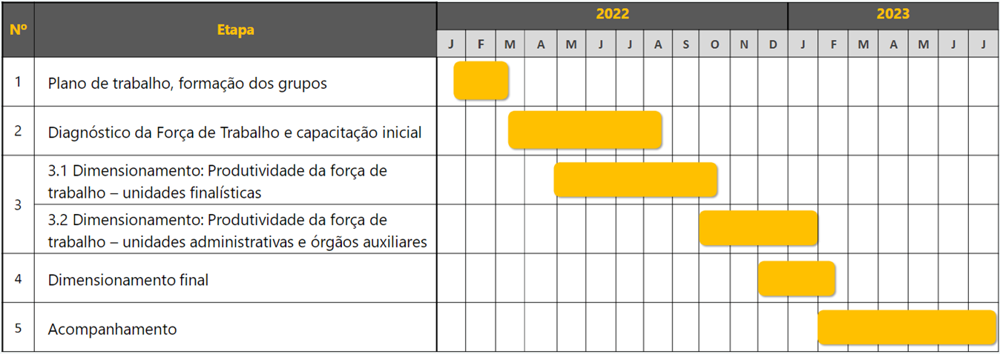 Nº Etapa 2022 2023
J F M A M J J A S O N D J F M A M J J
1 Plano de trabalho, formação dos grupos
2 Diagnóstico da Força de Trabalho e capacitação inicial
3
3.1 Dimensionamento: Produtividade da força de
trabalho – unidades finalísticas
3.2 Dimensionamento: Produtividade da força de
trabalho – unidades administrativas e órgãos auxiliares
4 Dimensionamento final
5 Acompanhamento